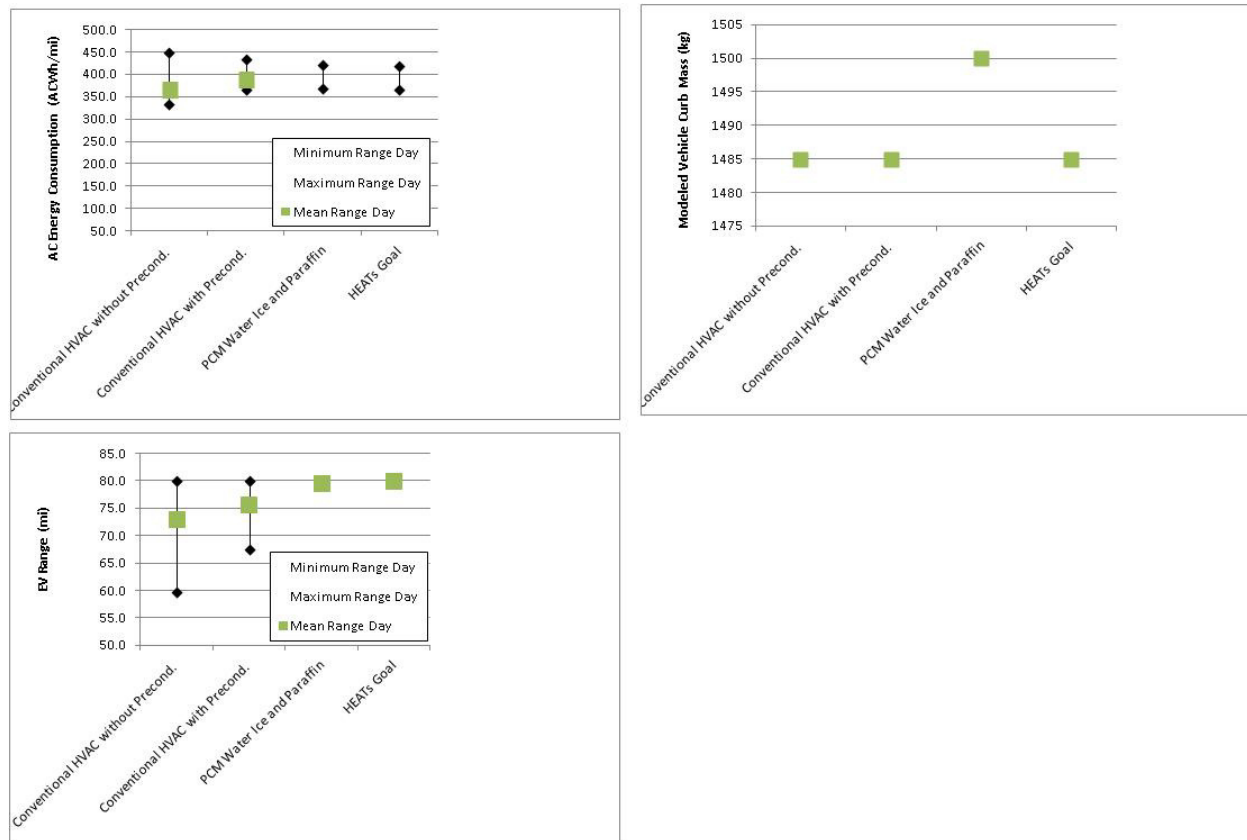 AC Energy Consumption (ACWh/mi)
500.0
450.0
400.0
350.0
300.0
250.0
200.0
150.0
100.0
50.0
Minimum Range Day
Maximum Range Day
Mean Range Day
Conventional HVAC without Precond.
Conventional HVAC with Precond.
PCM Water Ice and Paraffin
HEATs Goal
Modeled Vehicle Curb Mass (kg)
1505
1500
1495
1490
1485
1480
1475
Conventional HVAC without Precond.
Conventional HVAC with Precond.
PCM Water Ice and Paraffin
HEATs Goal
EV Range (mi)
85.0
80.0
75.0
70.0
65.0
60.0
55.0
50.0
Minimum Range Day
Maximum Range Day
Mean Range Day
Conventional HVAC without Precond.
Conventional HVAC with Precond.
PCM Water Ice and Paraffin
HEATs Goal